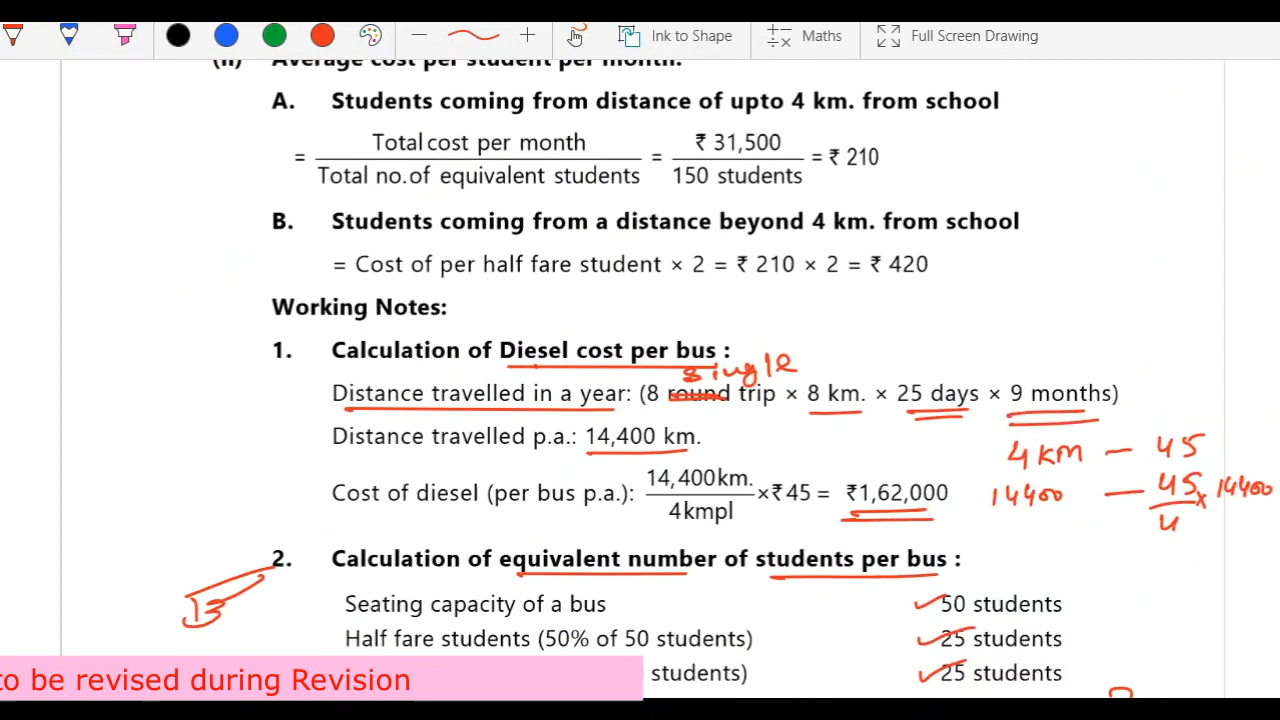 Ink to Shape Maths Full Screen Drawing
(ii) Average cost per student per month:
A. Students coming from distance of upto 4 km. from school
= Total cost per month / Total no.of equivalent students = ₹ 31,500 / 150 students = ₹ 210
B. Students coming from a distance beyond 4 km. from school
= Cost of per half fare student × 2 = ₹ 210 × 2 = ₹ 420
Working Notes:
1. Calculation of Diesel cost per bus :
single
Distance travelled in a year: (8 round trip × 8 km. × 25 days × 9 months)
Distance travelled p.a.: 14,400 km.
4 KM — 45
Cost of diesel (per bus p.a.): 14,400km. / 4kmpl ×₹ 45 = ₹1,62,000
14400 — 45/4 × 14400
2. Calculation of equivalent number of students per bus :
Seating capacity of a bus 50 students
Half fare students (50% of 50 students) 25 students
students) 25 students
to be revised during Revision